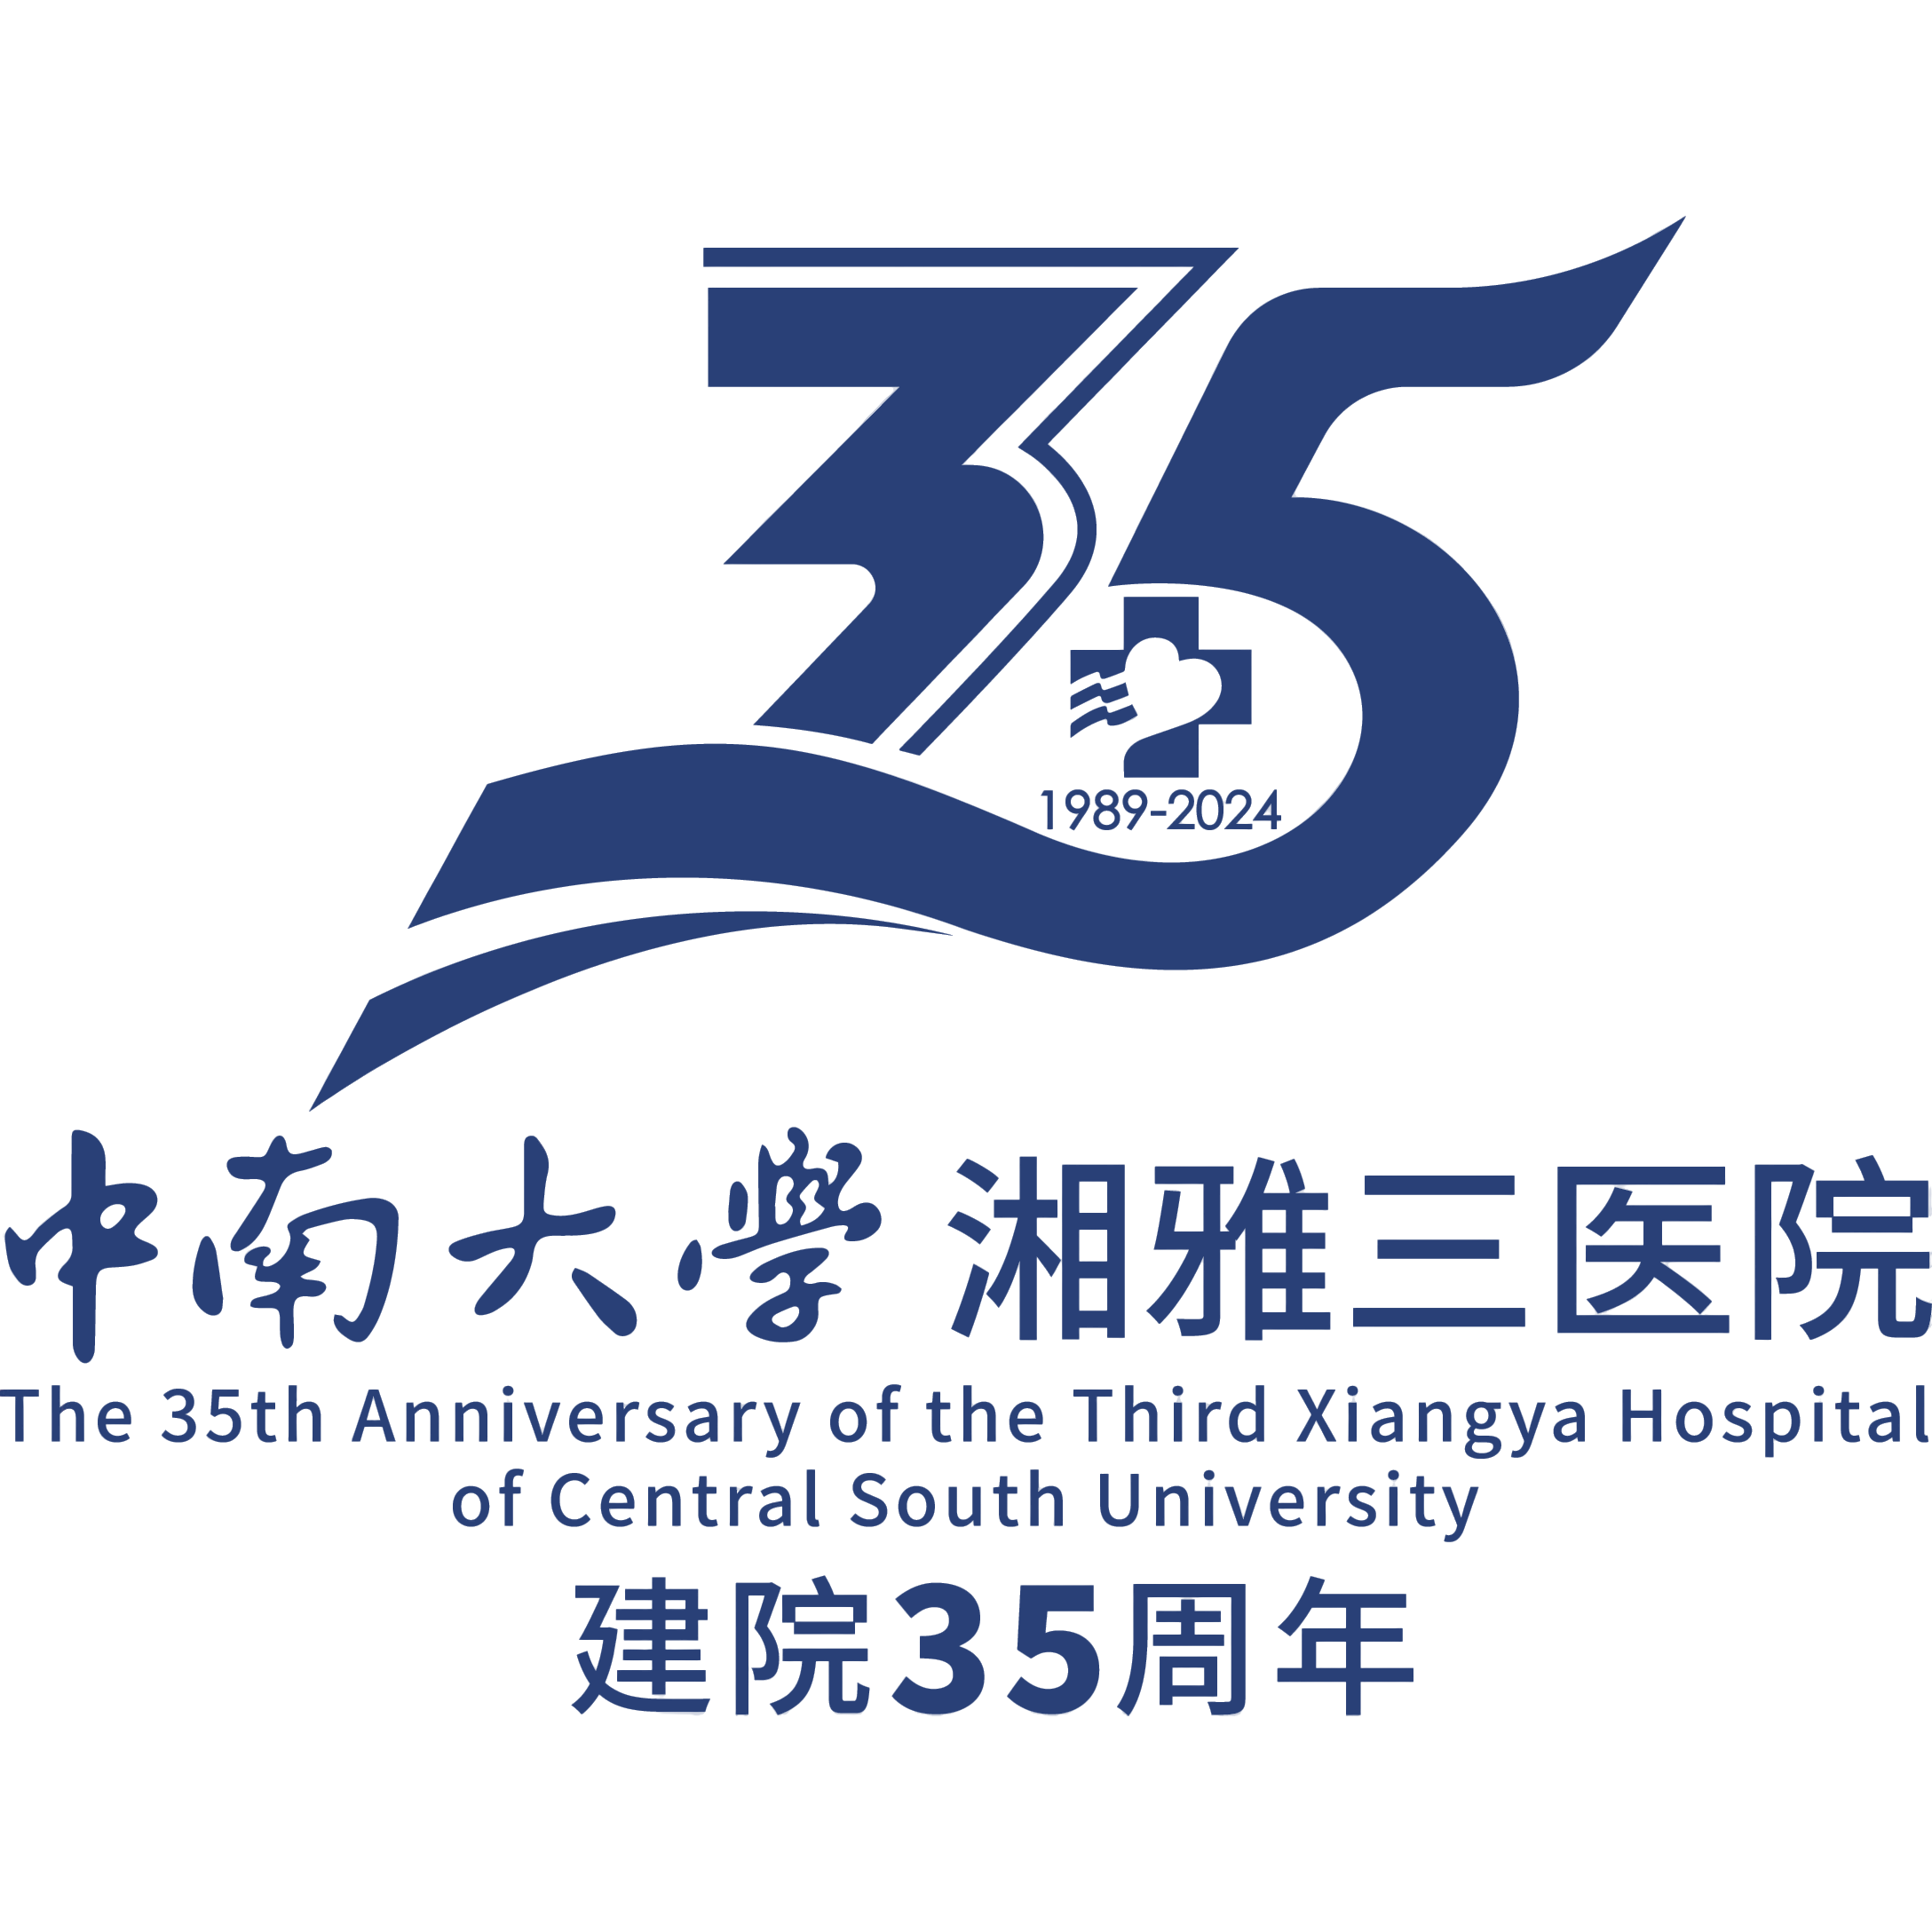 35
1989-2024
中南大學湘雅三医院
The 35th Anniversary of the Third Xiangya Hospital
of Central South University
建院35周年